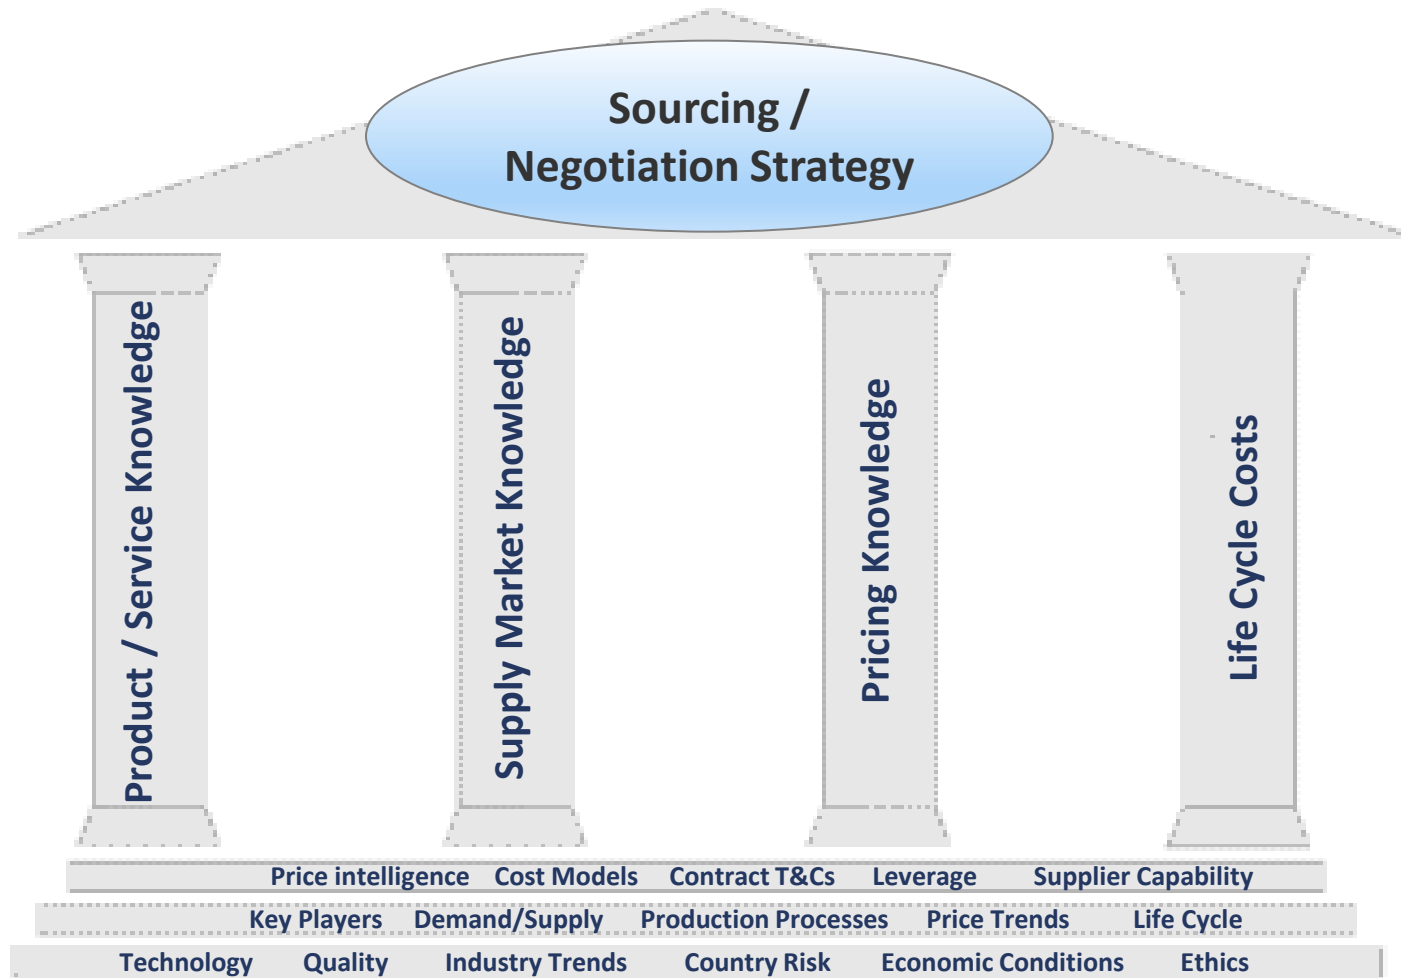 Sourcing /
Negotiation Strategy
Product / Service Knowledge
Supply Market Knowledge
Pricing Knowledge
Life Cycle Costs
Price intelligence Cost Models Contract T&Cs Leverage Supplier Capability
Key Players Demand/Supply Production Processes Price Trends Life Cycle
Technology Quality Industry Trends Country Risk Economic Conditions Ethics